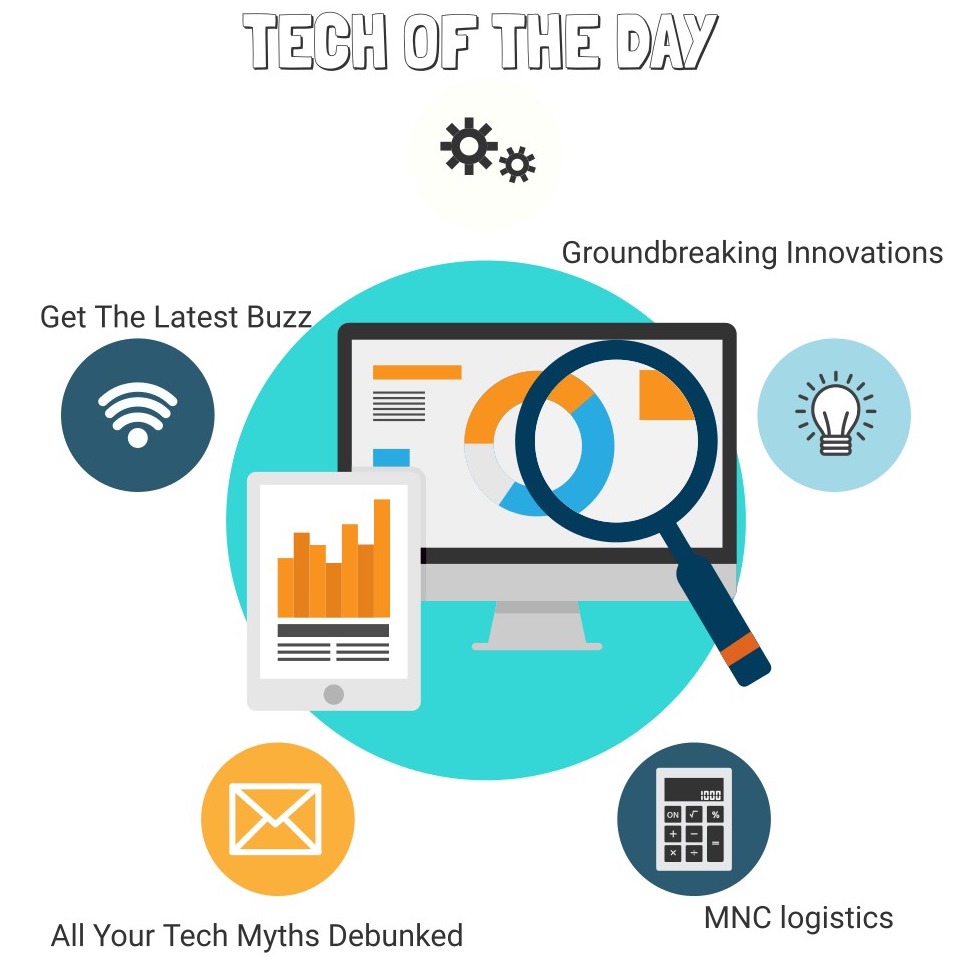 TECH OF THE DAY
Groundbreaking Innovations
Get The Latest Buzz
1000
ON √ %
+ − =
× ÷
All Your Tech Myths Debunked
MNC logistics